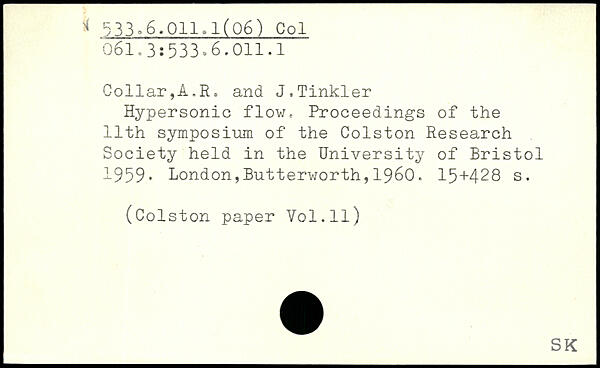 533.6.011.1(06) Col
061.3:533.6.011.1
Collar,A.R. and J.Tinkler
Hypersonic flow. Proceedings of the
11th symposium of the Colston Research
Society held in the University of Bristol
1959. London,Butterworth,1960. 15+428 s.
(Colston paper Vol.11)
SK